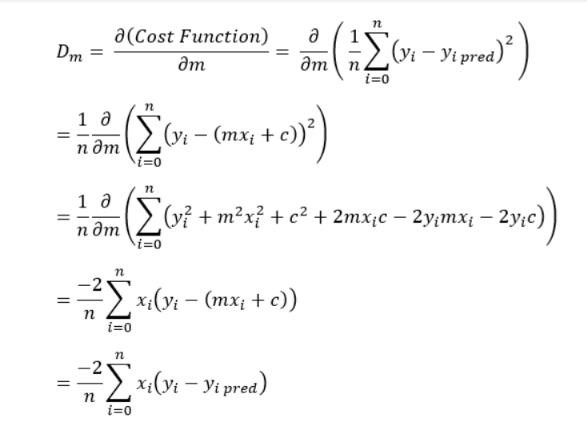 D_m = ∂(Cost Function)/∂m = ∂/∂m (1/n ∑_{i=0}^{n} (y_i − y_{i pred})^2)
= 1/n ∂/∂m (∑_{i=0}^{n} (y_i − (mx_i + c))^2)
= 1/n ∂/∂m (∑_{i=0}^{n} (y_i^2 + m^2x_i^2 + c^2 + 2mx_ic − 2y_imx_i − 2y_ic))
= −2/n ∑_{i=0}^{n} x_i(y_i − (mx_i + c))
= −2/n ∑_{i=0}^{n} x_i(y_i − y_{i pred})